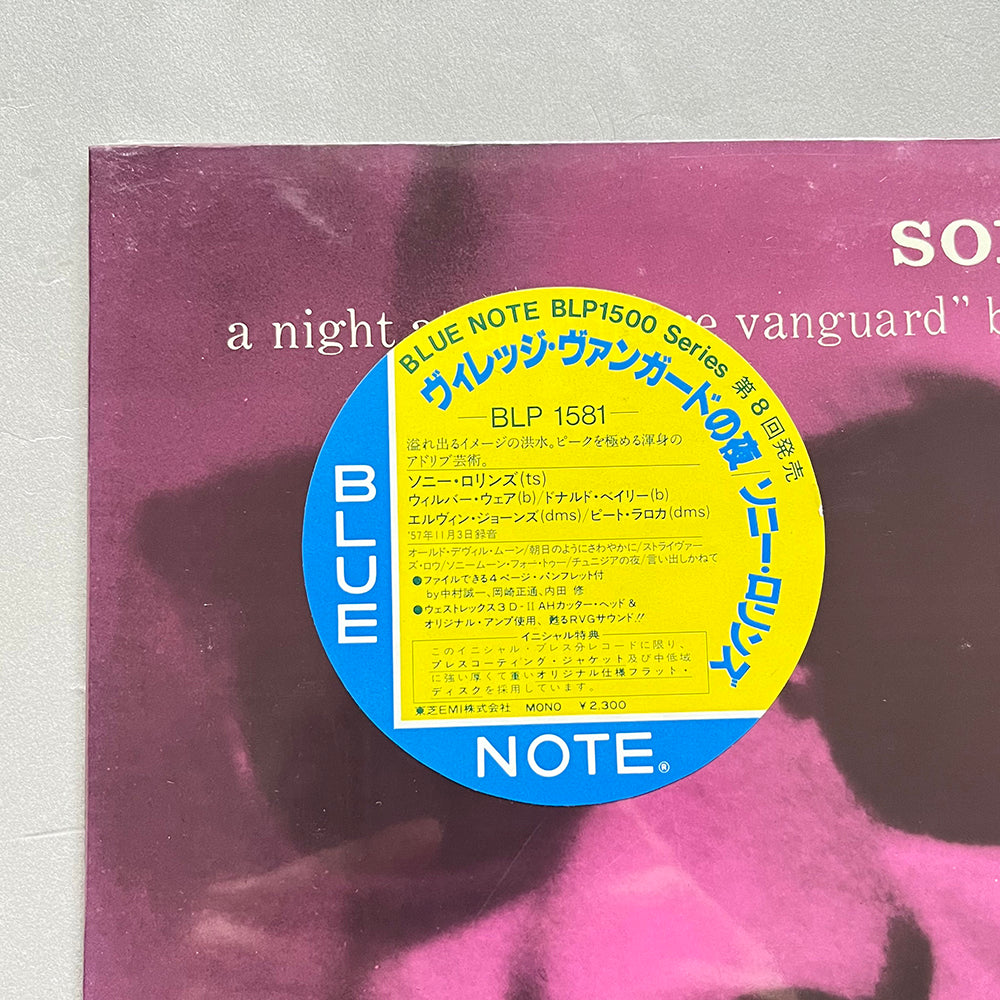 SO
a night a
e vanguard" b
BLUE NOTE BLP1500 Series 第8回発売
ヴィレッジ・ヴァンガードの夜/ソニー・ロリンズ
BLP 1581
溢れ出るイメージの洪水。ピークを極める渾身の
アドリブ芸術。
ソニー・ロリンズ(ts)
ウィルバー・ウェア(b)/ドナルド・ベイリー(b)
エルヴィン・ジョーンズ(dms)/ピート・ラロカ(dms)
'57年11月3日録音
オールド・デヴィル・ムーン/朝日のようにさわやかに/ストライヴァー
ズ・ロウ/ソニームーン・フォー・トゥー/チュニジアの夜/言い出しかねて
●ファイルできる4ページ・パンフレット付
by中村誠一、岡崎正通、内田 修
●ウェストレックス3D-II AHカッター・ヘッド&
オリジナル・アンプ使用、甦るRVGサウンド!!
イニシャル特典
このイニシャル・プレス分レコードに限り、
プレスコーティング・ジャケット及び中低域
に強い厚くて重いオリジナル仕様フラット・
ディスクを採用しています。
東芝EMI株式会社 MONO ¥2,300
BLUE
NOTE®